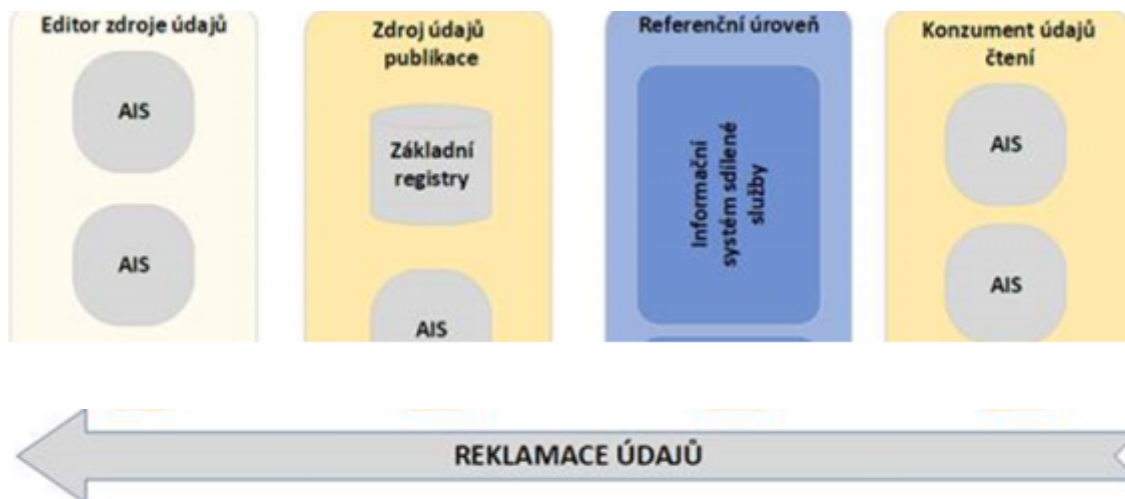 Editor zdroje údajů
AIS
AIS
Zdroj údajů
publikace
Základní
registry
AIS
Referenční úroveň
Informační
systém sdílené
služby
Konzument údajů
čtení
AIS
AIS
REKLAMACE ÚDAJŮ